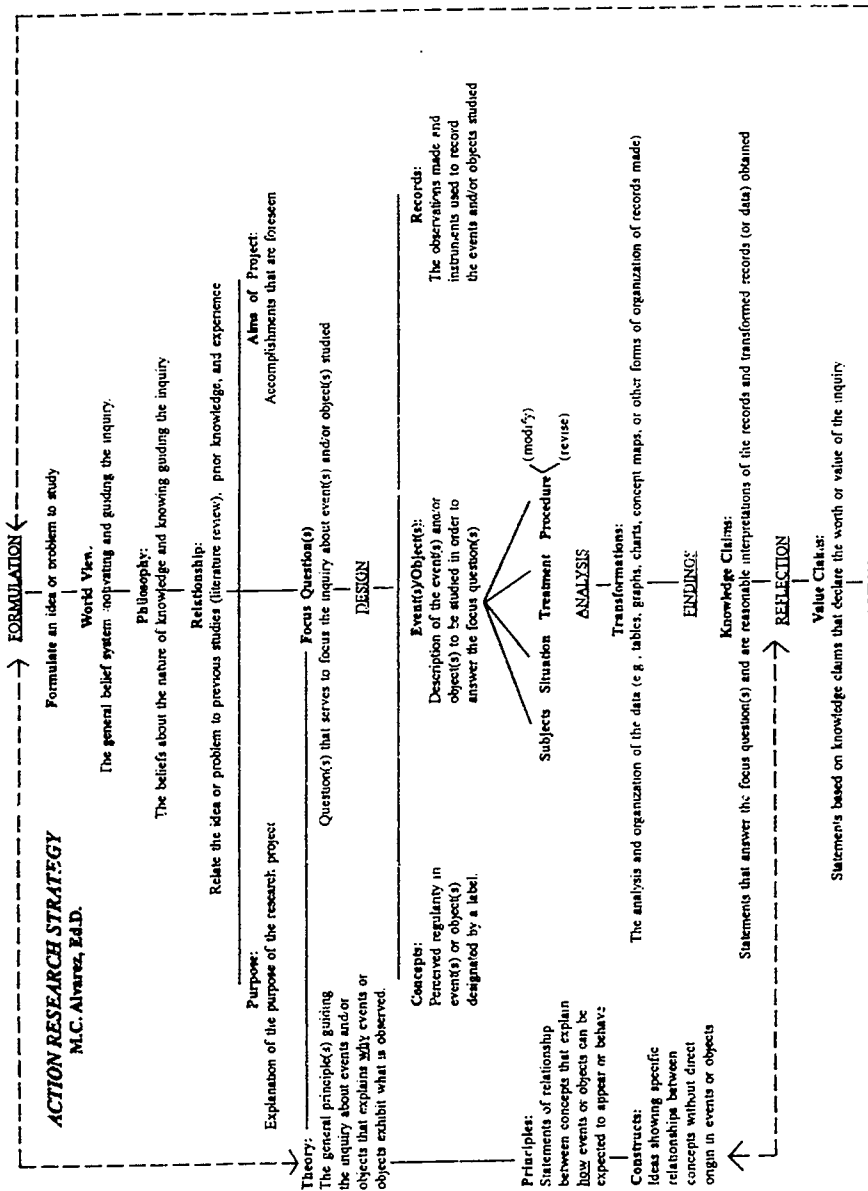 ACTION RESEARCH STRATEGY
M.C. Alvarez, Ed.D.
FORMULATION
Formulate an idea or problem to study
World View:
The general belief system motivating and guiding the inquiry.
Philosophy:
The beliefs about the nature of knowledge and knowing guiding the inquiry
Relationship:
Relate the idea or problem to previous studies (literature review), prior knowledge, and experience
Purpose:
Explanation of the purpose of the research project
Aims of Project:
Accomplishments that are foreseen
Theory:
The general principle(s) guiding
the inquiry about events and/or
objects that explains why events or
objects exhibit what is observed.
Focus Question(s)
Question(s) that serves to focus the inquiry about event(s) and/or object(s) studied
DESIGN
Concepts:
Perceived regularity in
event(s) or object(s)
designated by a label.
Event(s)/Object(s):
Description of the event(s) and/or
object(s) to be studied in order to
answer the focus question(s)
Records:
The observations made and
instruments used to record
the events and/or objects studied
Subjects Situation Treatment Procedure
(modify)
(revise)
Principles:
Statements of relationship
between concepts that explain
how events or objects can be
expected to appear or behave
ANALYSIS
Constructs:
Ideas showing specific
relationships between
concepts without direct
origin in events or objects
Transformations:
The analysis and organization of the data (e.g., tables, graphs, charts, concept maps, or other forms of organization of records made)
FINDINGS
Knowledge Claims:
Statements that answer the focus question(s) and are reasonable interpretations of the records and transformed records (or data) obtained
REFLECTION
Value Claims:
Statements based on knowledge claims that declare the worth or value of the inquiry